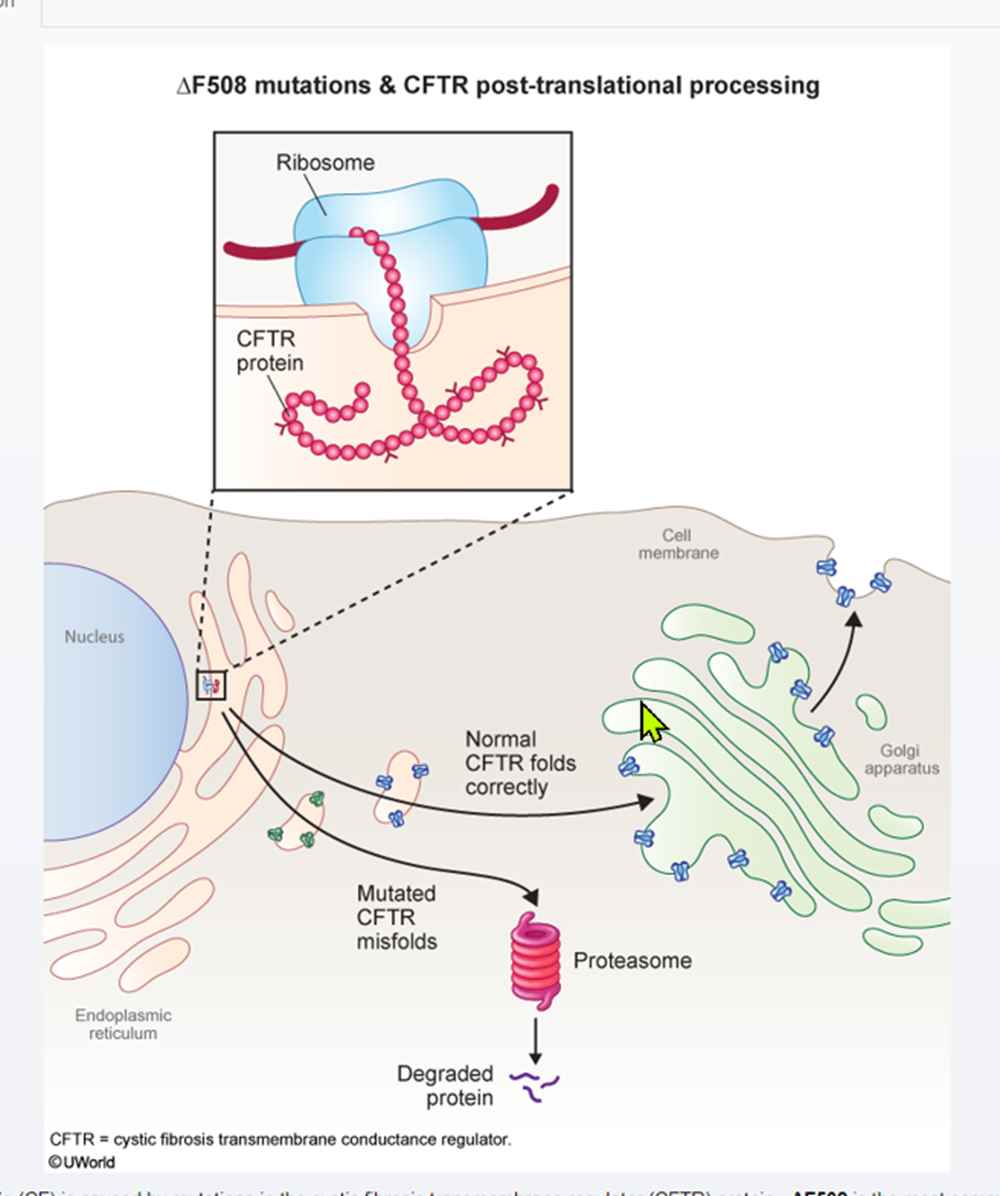 ΔF508 mutations & CFTR post-translational processing
Ribosome
CFTR
protein
Cell
membrane
Nucleus
Normal
CFTR folds
correctly
Golgi
apparatus
Mutated
CFTR
misfolds
Proteasome
Endoplasmic
reticulum
Degraded
protein
CFTR = cystic fibrosis transmembrane conductance regulator.
©UWorld